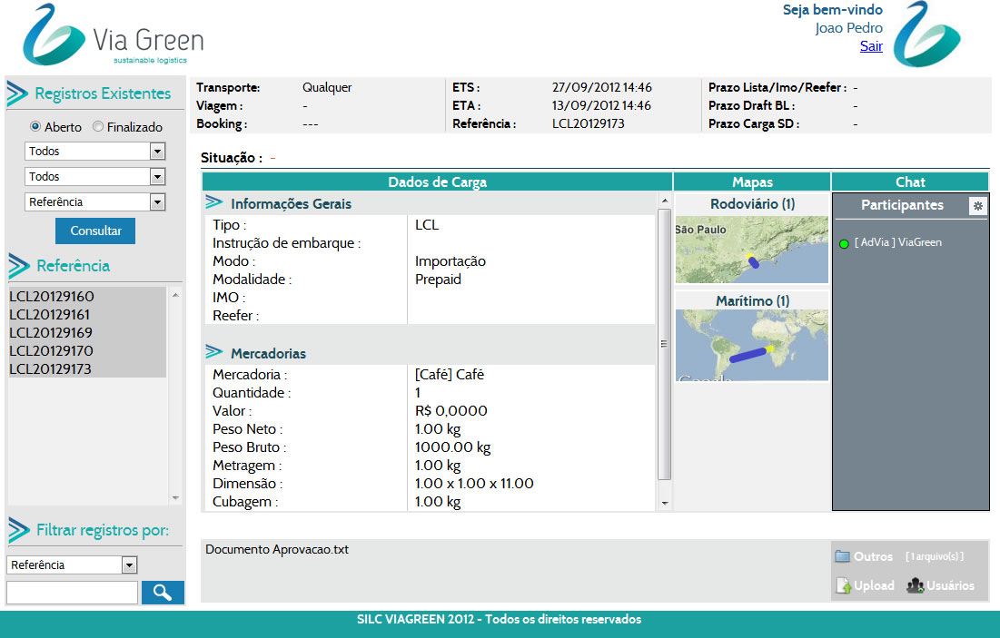 Via Green
sustainable logistics
Seja bem-vindo
Joao Pedro
Sair
Registros Existentes
Aberto Finalizado
Todos
Todos
Referência
Consultar
Referência
LCL20129160
LCL20129161
LCL20129169
LCL20129170
LCL20129173
Filtrar registros por:
Referência
Transporte: Qualquer
Viagem : -
Booking : ---
ETS : 27/09/2012 14:46
ETA : 13/09/2012 14:46
Referência : LCL20129173
Prazo Lista/Imo/Reefer : -
Prazo Draft BL : -
Prazo Carga SD : -
Situação : -
Dados de Carga
Informações Gerais
Tipo : LCL
Instrução de embarque :
Modo : Importação
Modalidade : Prepaid
IMO :
Reefer :
Mercadorias
Mercadoria : [Café] Café
Quantidade : 1
Valor : R$ 0,0000
Peso Neto : 1.00 kg
Peso Bruto : 1000.00 kg
Metragem : 1.00 kg
Dimensão : 1.00 x 1.00 x 11.00
Cubagem : 1.00 kg
Mapas
Rodoviário (1)
São Paulo
Marítimo (1)
Chat
Participantes
[ AdVia ] ViaGreen
Documento Aprovacao.txt
Outros [ 1 arquivo(s) ]
Upload Usuários
SILC VIAGREEN 2012 - Todos os direitos reservados